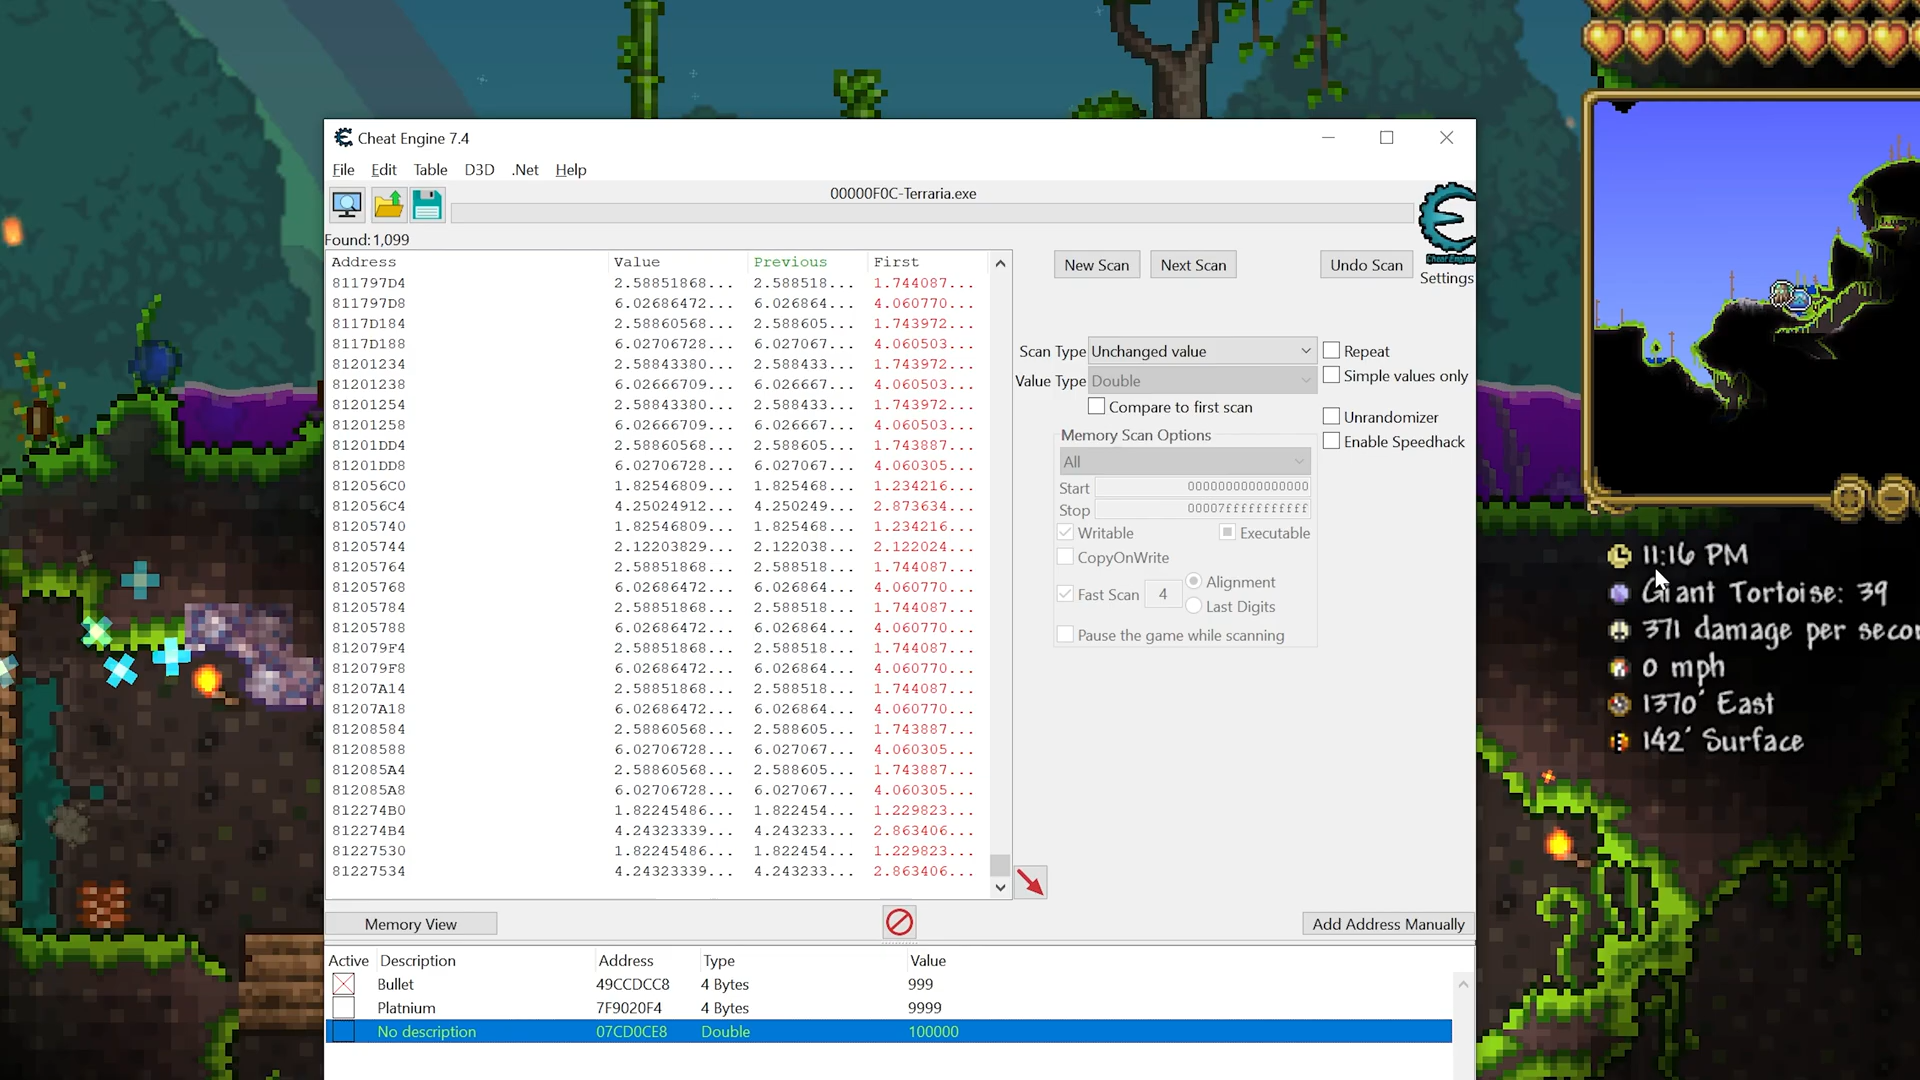 Cheat Engine 7.4
File Edit Table D3D .Net Help
00000F0C-Terraria.exe
Found: 1,099
Cheat Engine
Settings
Address Value Previous First
811797D4 2.58851868... 2.588518... 1.744087...
811797D8 6.02686472... 6.026864... 4.060770...
8117D184 2.58860568... 2.588605... 1.743972...
8117D188 6.02706728... 6.027067... 4.060503...
81201234 2.58843380... 2.588433... 1.743972...
81201238 6.02666709... 6.026667... 4.060503...
81201254 2.58843380... 2.588433... 1.743972...
81201258 6.02666709... 6.026667... 4.060503...
81201DD4 2.58860568... 2.588605... 1.743887...
81201DD8 6.02706728... 6.027067... 4.060305...
812056C0 1.82546809... 1.825468... 1.234216...
812056C4 4.25024912... 4.250249... 2.873634...
81205740 1.82546809... 1.825468... 1.234216...
81205744 2.12203829... 2.122038... 2.122024...
81205764 2.58851868... 2.588518... 1.744087...
81205768 6.02686472... 6.026864... 4.060770...
81205784 2.58851868... 2.588518... 1.744087...
81205788 6.02686472... 6.026864... 4.060770...
812079F4 2.58851868... 2.588518... 1.744087...
812079F8 6.02686472... 6.026864... 4.060770...
81207A14 2.58851868... 2.588518... 1.744087...
81207A18 6.02686472... 6.026864... 4.060770...
81208584 2.58860568... 2.588605... 1.743887...
81208588 6.02706728... 6.027067... 4.060305...
812085A4 2.58860568... 2.588605... 1.743887...
812085A8 6.02706728... 6.027067... 4.060305...
812274B0 1.82245486... 1.822454... 1.229823...
812274B4 4.24323339... 4.243233... 2.863406...
81227530 1.82245486... 1.822454... 1.229823...
81227534 4.24323339... 4.243233... 2.863406...
New Scan Next Scan Undo Scan
Scan Type Unchanged value Repeat
Value Type Double Simple values only
Compare to first scan
Unrandomizer
Enable Speedhack
Memory Scan Options
All
Start 0000000000000000
Stop 00007fffffffffff
Writable Executable
CopyOnWrite
Fast Scan 4 Alignment
Last Digits
Pause the game while scanning
Memory View Add Address Manually
Active Description Address Type Value
Bullet 49CCDCC8 4 Bytes 999
Platnium 7F9020F4 4 Bytes 9999
No description 07CD0CE8 Double 100000
11:16 PM
Giant Tortoise: 39
371 damage per secon
0 mph
1370' East
142' Surface